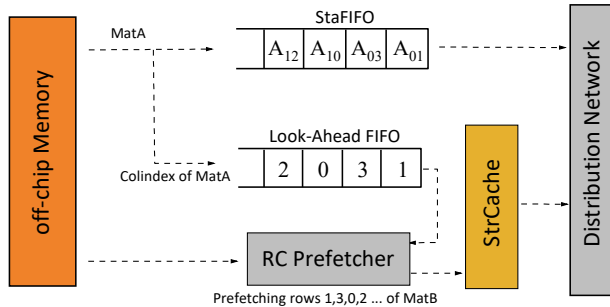 StaFIFO
MatA
A12 A10 A03 A01
off-chip Memory
Look-Ahead FIFO
2 0 3 1
Colindex of MatA
StrCache
Distribution Network
RC Prefetcher
Prefetching rows 1,3,0,2 ... of MatB